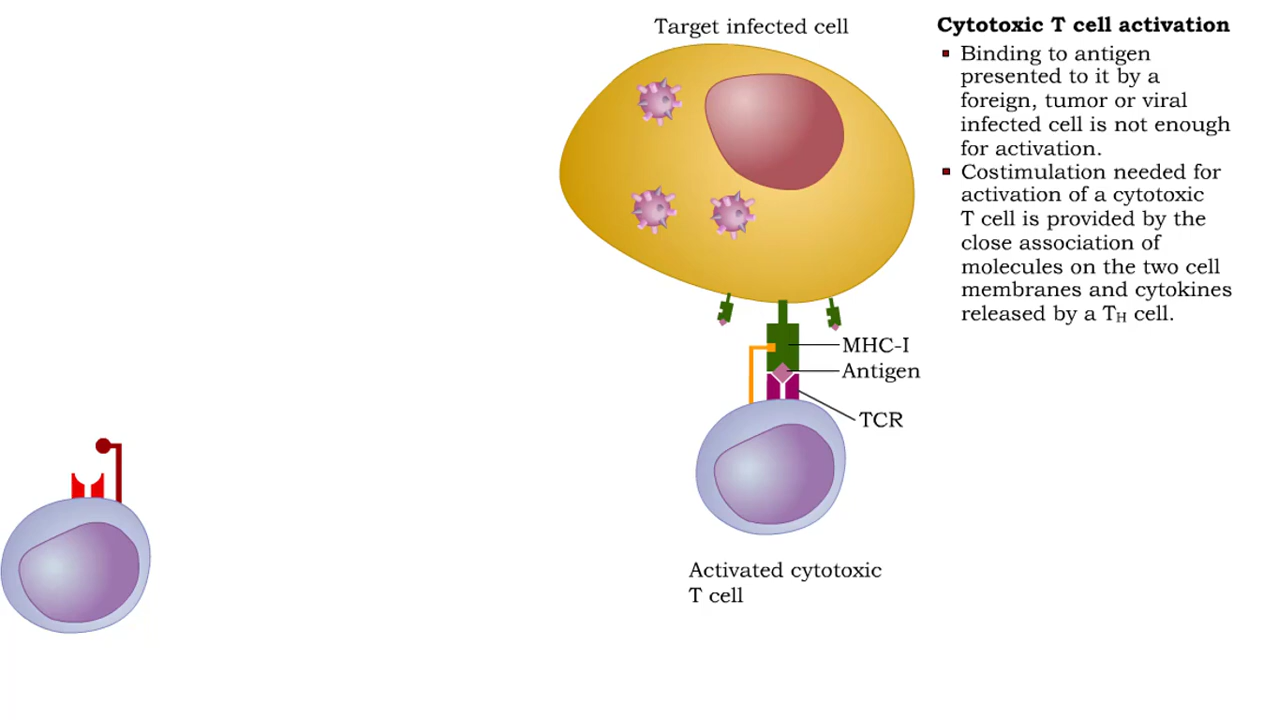 Target infected cell
Cytotoxic T cell activation
Binding to antigen
presented to it by a
foreign, tumor or viral
infected cell is not enough
for activation.
Costimulation needed for
activation of a cytotoxic
T cell is provided by the
close association of
molecules on the two cell
membranes and cytokines
released by a TH cell.
MHC-I
Antigen
TCR
Activated cytotoxic
T cell